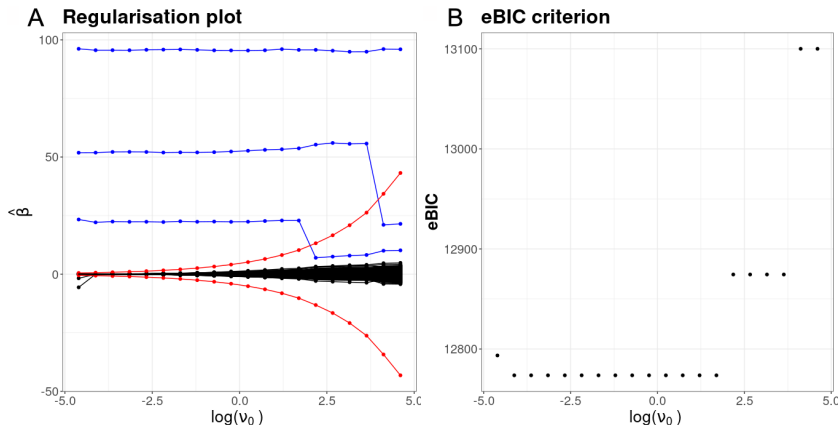 A Regularisation plot
100
50
0
-50
-5.0 -2.5 0.0 2.5 5.0
β̂
log(ν₀ )
B eBIC criterion
13100
13000
12900
12800
-5.0 -2.5 0.0 2.5 5.0
eBIC
log(ν₀ )